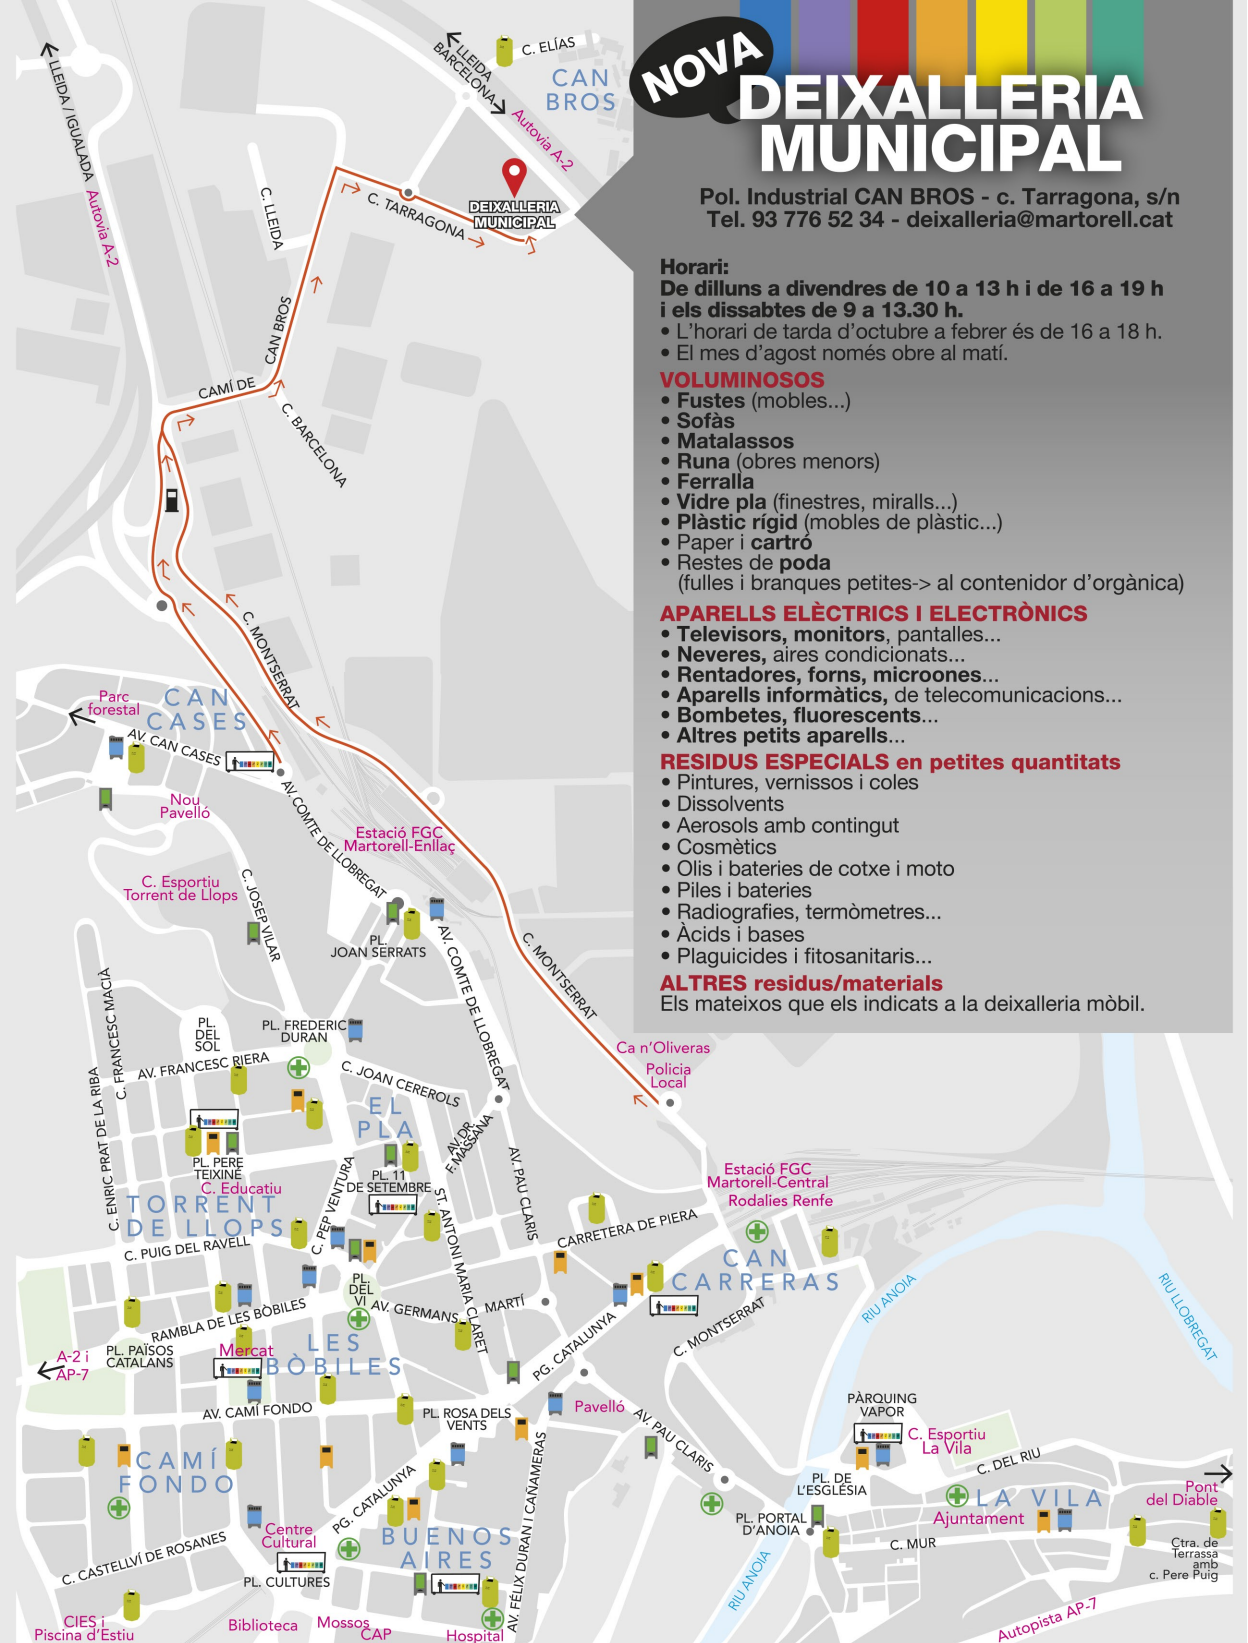 NOVA
DEIXALLERIA
MUNICIPAL
Pol. Industrial CAN BROS - c. Tarragona, s/n
Tel. 93 776 52 34 - deixalleria@martorell.cat
Horari:
De dilluns a divendres de 10 a 13 h i de 16 a 19 h
i els dissabtes de 9 a 13.30 h.
• L'horari de tarda d'octubre a febrer és de 16 a 18 h.
• El mes d'agost només obre al matí.
VOLUMINOSOS
• Fustes (mobles...)
• Sofàs
• Matalassos
• Runa (obres menors)
• Ferralla
• Vidre pla (finestres, miralls...)
• Plàstic rígid (mobles de plàstic...)
• Paper i cartró
• Restes de poda
(fulles i branques petites-> al contenidor d'orgànica)
APARELLS ELÈCTRICS I ELECTRÒNICS
• Televisors, monitors, pantalles...
• Neveres, aires condicionats...
• Rentadores, forns, microones...
• Aparells informàtics, de telecomunicacions...
• Bombetes, fluorescents...
• Altres petits aparells...
RESIDUS ESPECIALS en petites quantitats
• Pintures, vernissos i coles
• Dissolvents
• Aerosols amb contingut
• Cosmètics
• Olis i bateries de cotxe i moto
• Piles i bateries
• Radiografies, termòmetres...
• Àcids i bases
• Plaguicides i fitosanitaris...
ALTRES residus/materials
Els mateixos que els indicats a la deixalleria mòbil.
LLEIDA / IGUALADA
Autovia A-2
LLEIDA
BARCELONA
Autovia A-2
C. ELÍAS
CAN
BROS
C. LLEIDA
C. TARRAGONA
DEIXALLERIA
MUNICIPAL
CAMÍ DE
CAN BROS
C. BARCELONA
C. MONTSERRAT
Parc
forestal
CAN
CASES
AV. CAN CASES
Nou
Pavelló
AV. COMTE DE LLOBREGAT
Estació FGC
Martorell-Enllaç
C. Esportiu
Torrent de Llops
C. JOSEP VILAR
PL.
JOAN SERRATS
AV. COMTE DE LLOBREGAT
C. MONTSERRAT
C. FRANCESC MACIÀ
PL.
DEL
SOL
PL. FREDERIC
DURAN
Ca n'Oliveras
Policia
Local
AV. FRANCESC RIERA
C. JOAN CEREROLS
C. ENRIC PRAT DE LA RIBA
EL
PLA
AV. DR.
F. MASSANA
PL. PERE
TEIXINÉ
C. Educatiu
PL. 11
DE SETEMBRE
AV. PAU CLARIS
Estació FGC
Martorell-Central
Rodalies Renfe
TORRENT
DE LLOPS
C. PEP VENTURA
ST. ANTONI MARIA CLARET
CARRETERA DE PIERA
C. PUIG DEL RAVELL
CAN
CARRERAS
RIU ANOIA
RIU LLOBREGAT
PL.
DEL
VI
AV. GERMANS
MARTÍ
RAMBLA DE LES BÒBILES
PG. CATALUNYA
C. MONTSERRAT
A-2 i
AP-7
PL. PAÏSOS
CATALANS
Mercat
LES
BÒBILES
AV. CAMÍ FONDO
PL. ROSA DELS
VENTS
Pavelló
AV. PAU CLARIS
PÀRQUING
VAPOR
C. Esportiu
La Vila
C. DEL RIU
CAMÍ
FONDO
PG. CATALUNYA
AV. FÉLIX DURAN I CAÑAMERAS
PL. DE
L'ESGLÉSIA
LA VILA
Pont
del Diable
Centre
Cultural
BUENOS
AIRES
PL. PORTAL
D'ANOIA
Ajuntament
C. CASTELLVÍ DE ROSANES
C. MUR
Ctra. de
Terrassa
amb
c. Pere Puig
PL. CULTURES
RIU ANOIA
CIES i
Piscina d'Estiu
Biblioteca
Mossos
CAP
Hospital
Autopista AP-7